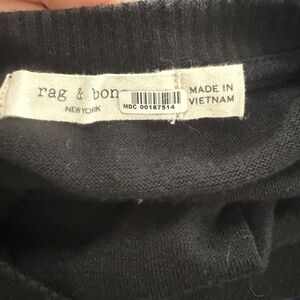 rag & bon
NEW YORK
MDC 00187514
MADE IN
VIETNAM